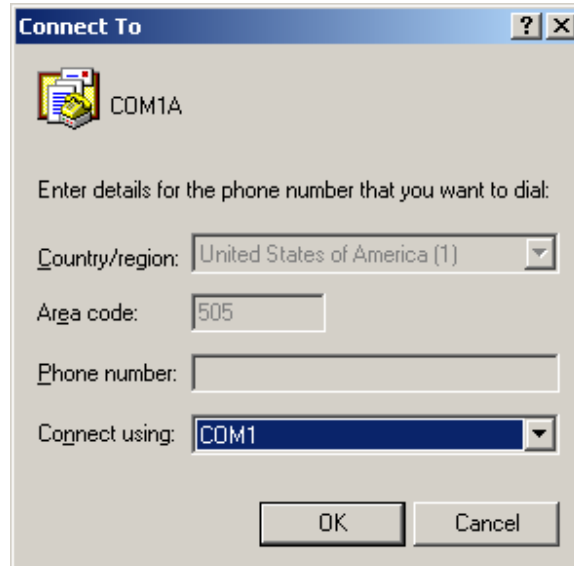 Connect To
COM1A
Enter details for the phone number that you want to dial:
Country/region: United States of America (1)
Area code: 505
Phone number:
Connect using: COM1
OK Cancel